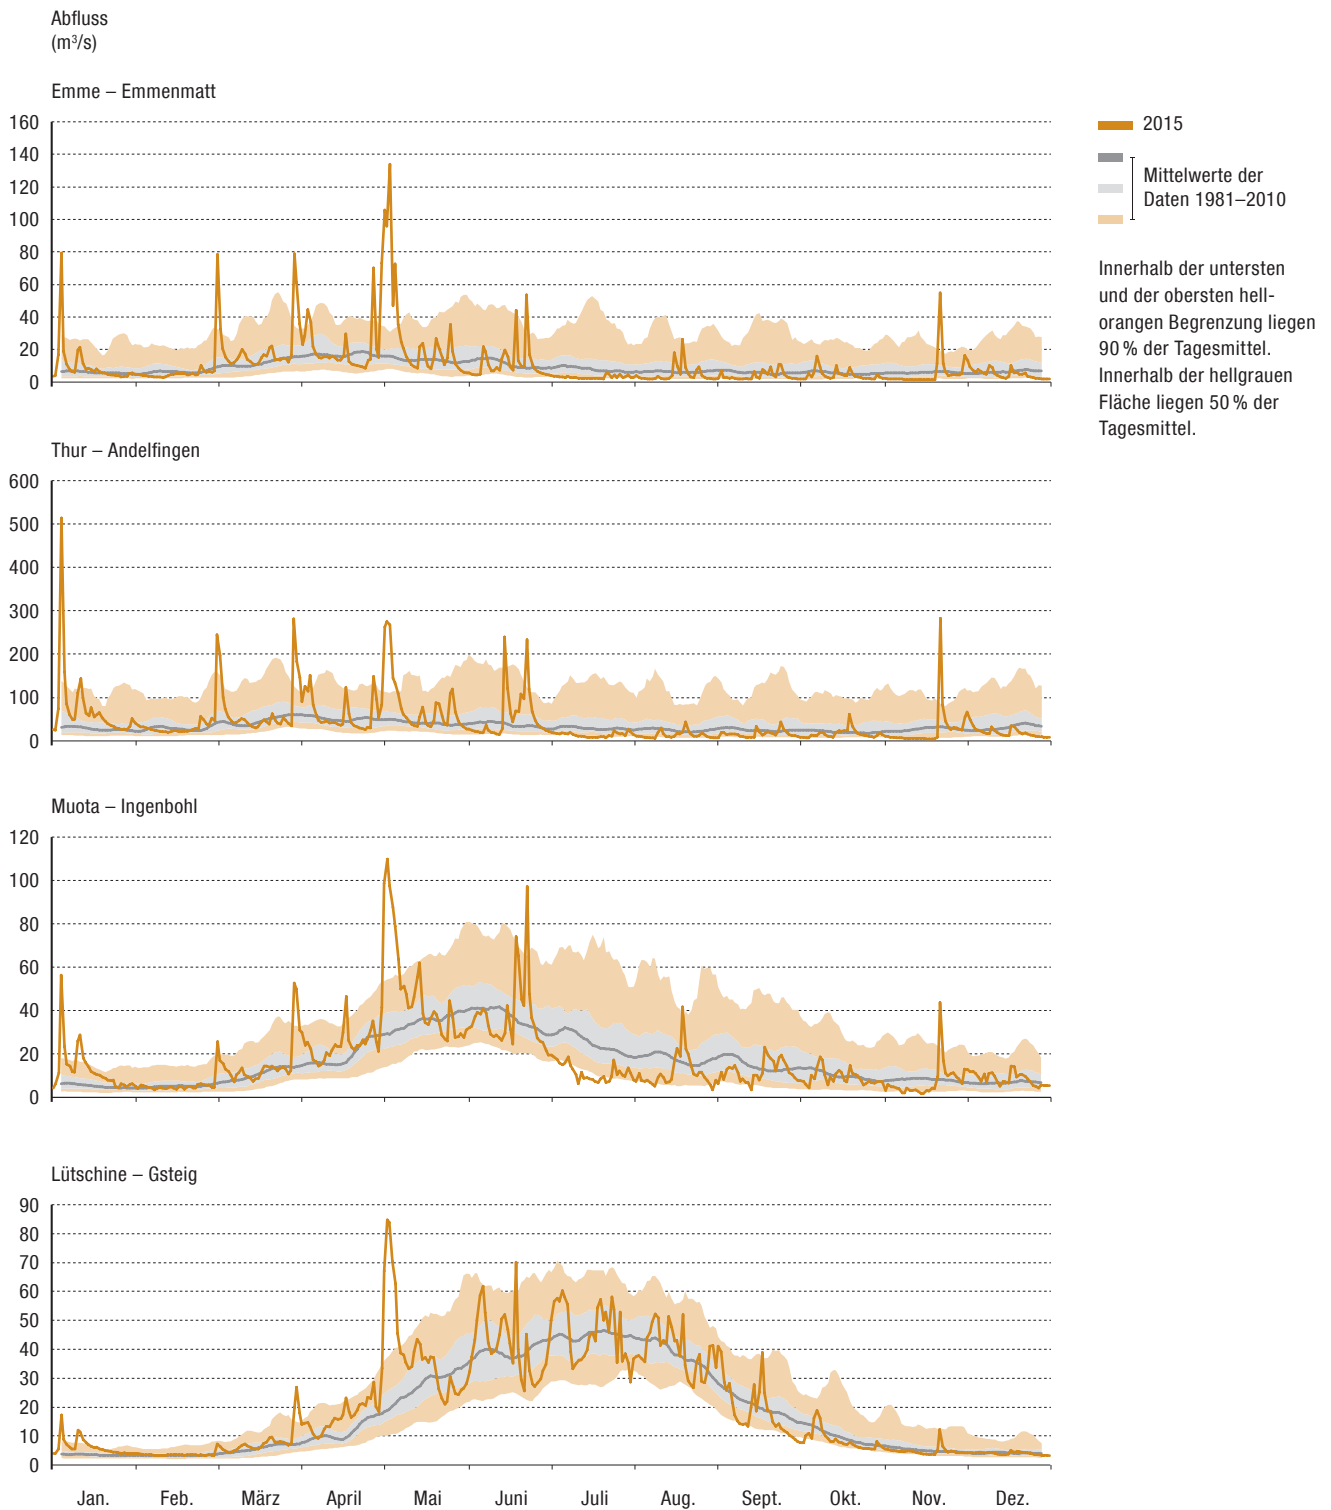 Abfluss
(m³/s)
Emme – Emmenmatt
160
140
120
100
80
60
40
20
0
2015
Mittelwerte der
Daten 1981–2010
Innerhalb der untersten
und der obersten hell-
orangen Begrenzung liegen
90 % der Tagesmittel.
Innerhalb der hellgrauen
Fläche liegen 50 % der
Tagesmittel.
Thur – Andelfingen
600
500
400
300
200
100
0
Muota – Ingenbohl
120
100
80
60
40
20
0
Lütschine – Gsteig
90
80
70
60
50
40
30
20
10
0
Jan. Feb. März April Mai Juni Juli Aug. Sept. Okt. Nov. Dez.